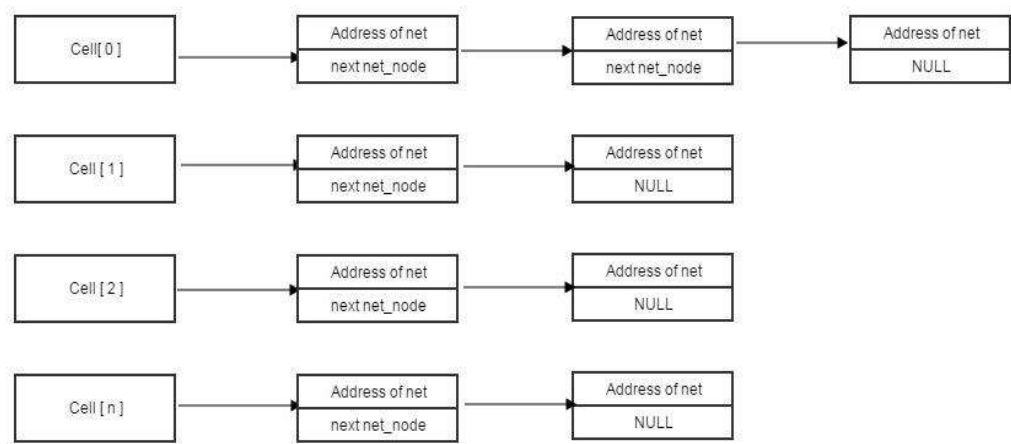 Cell[ 0 ]
Address of net
next net_node
Address of net
next net_node
Address of net
NULL
Cell [ 1 ]
Address of net
next net_node
Address of net
NULL
Cell [ 2 ]
Address of net
next net_node
Address of net
NULL
Cell [ n ]
Address of net
next net_node
Address of net
NULL